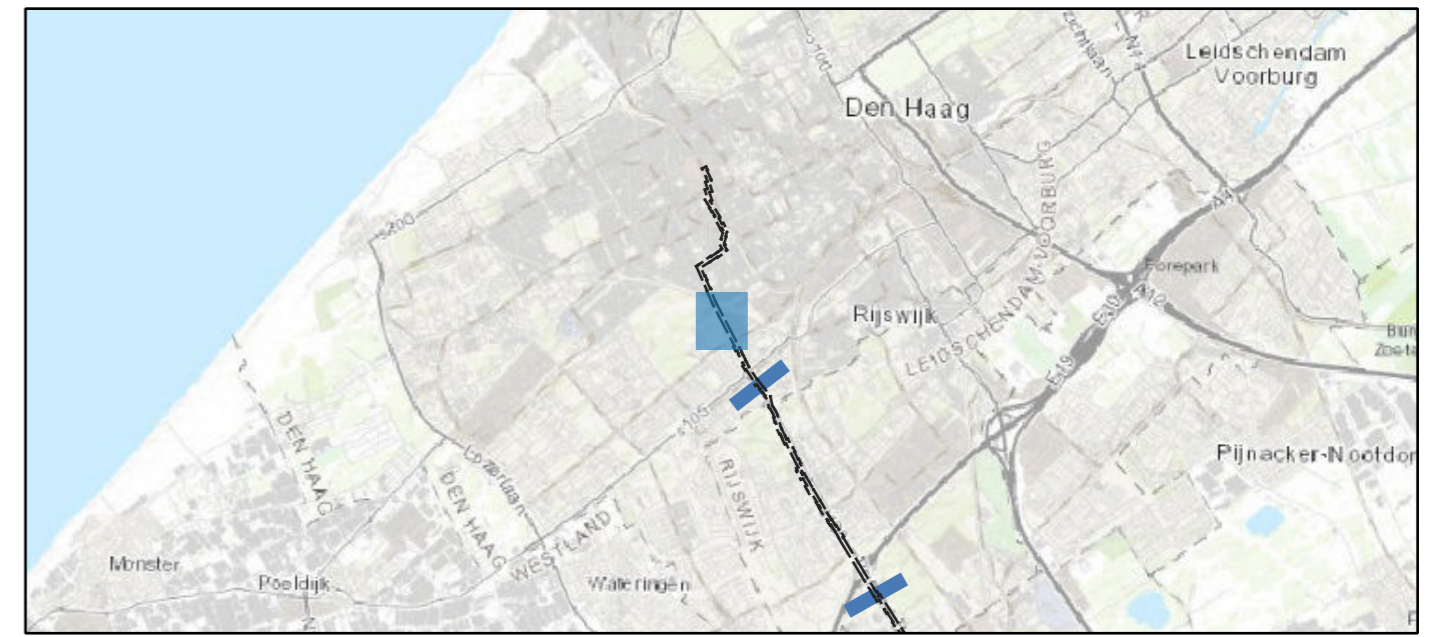 s100
N14
Leidschendam
Voorburg
Den Haag
s200
A4
Forepark
A12
E30
Rijswijk
LEIDSCHENDAM-VOORBURG
E19
s105
DEN HAAG
Lozerlaan
DEN HAAG
WESTLAND
RIJSWIJK
Pijnacker-Nootdor
Monster
Poeldijk
Wateringen